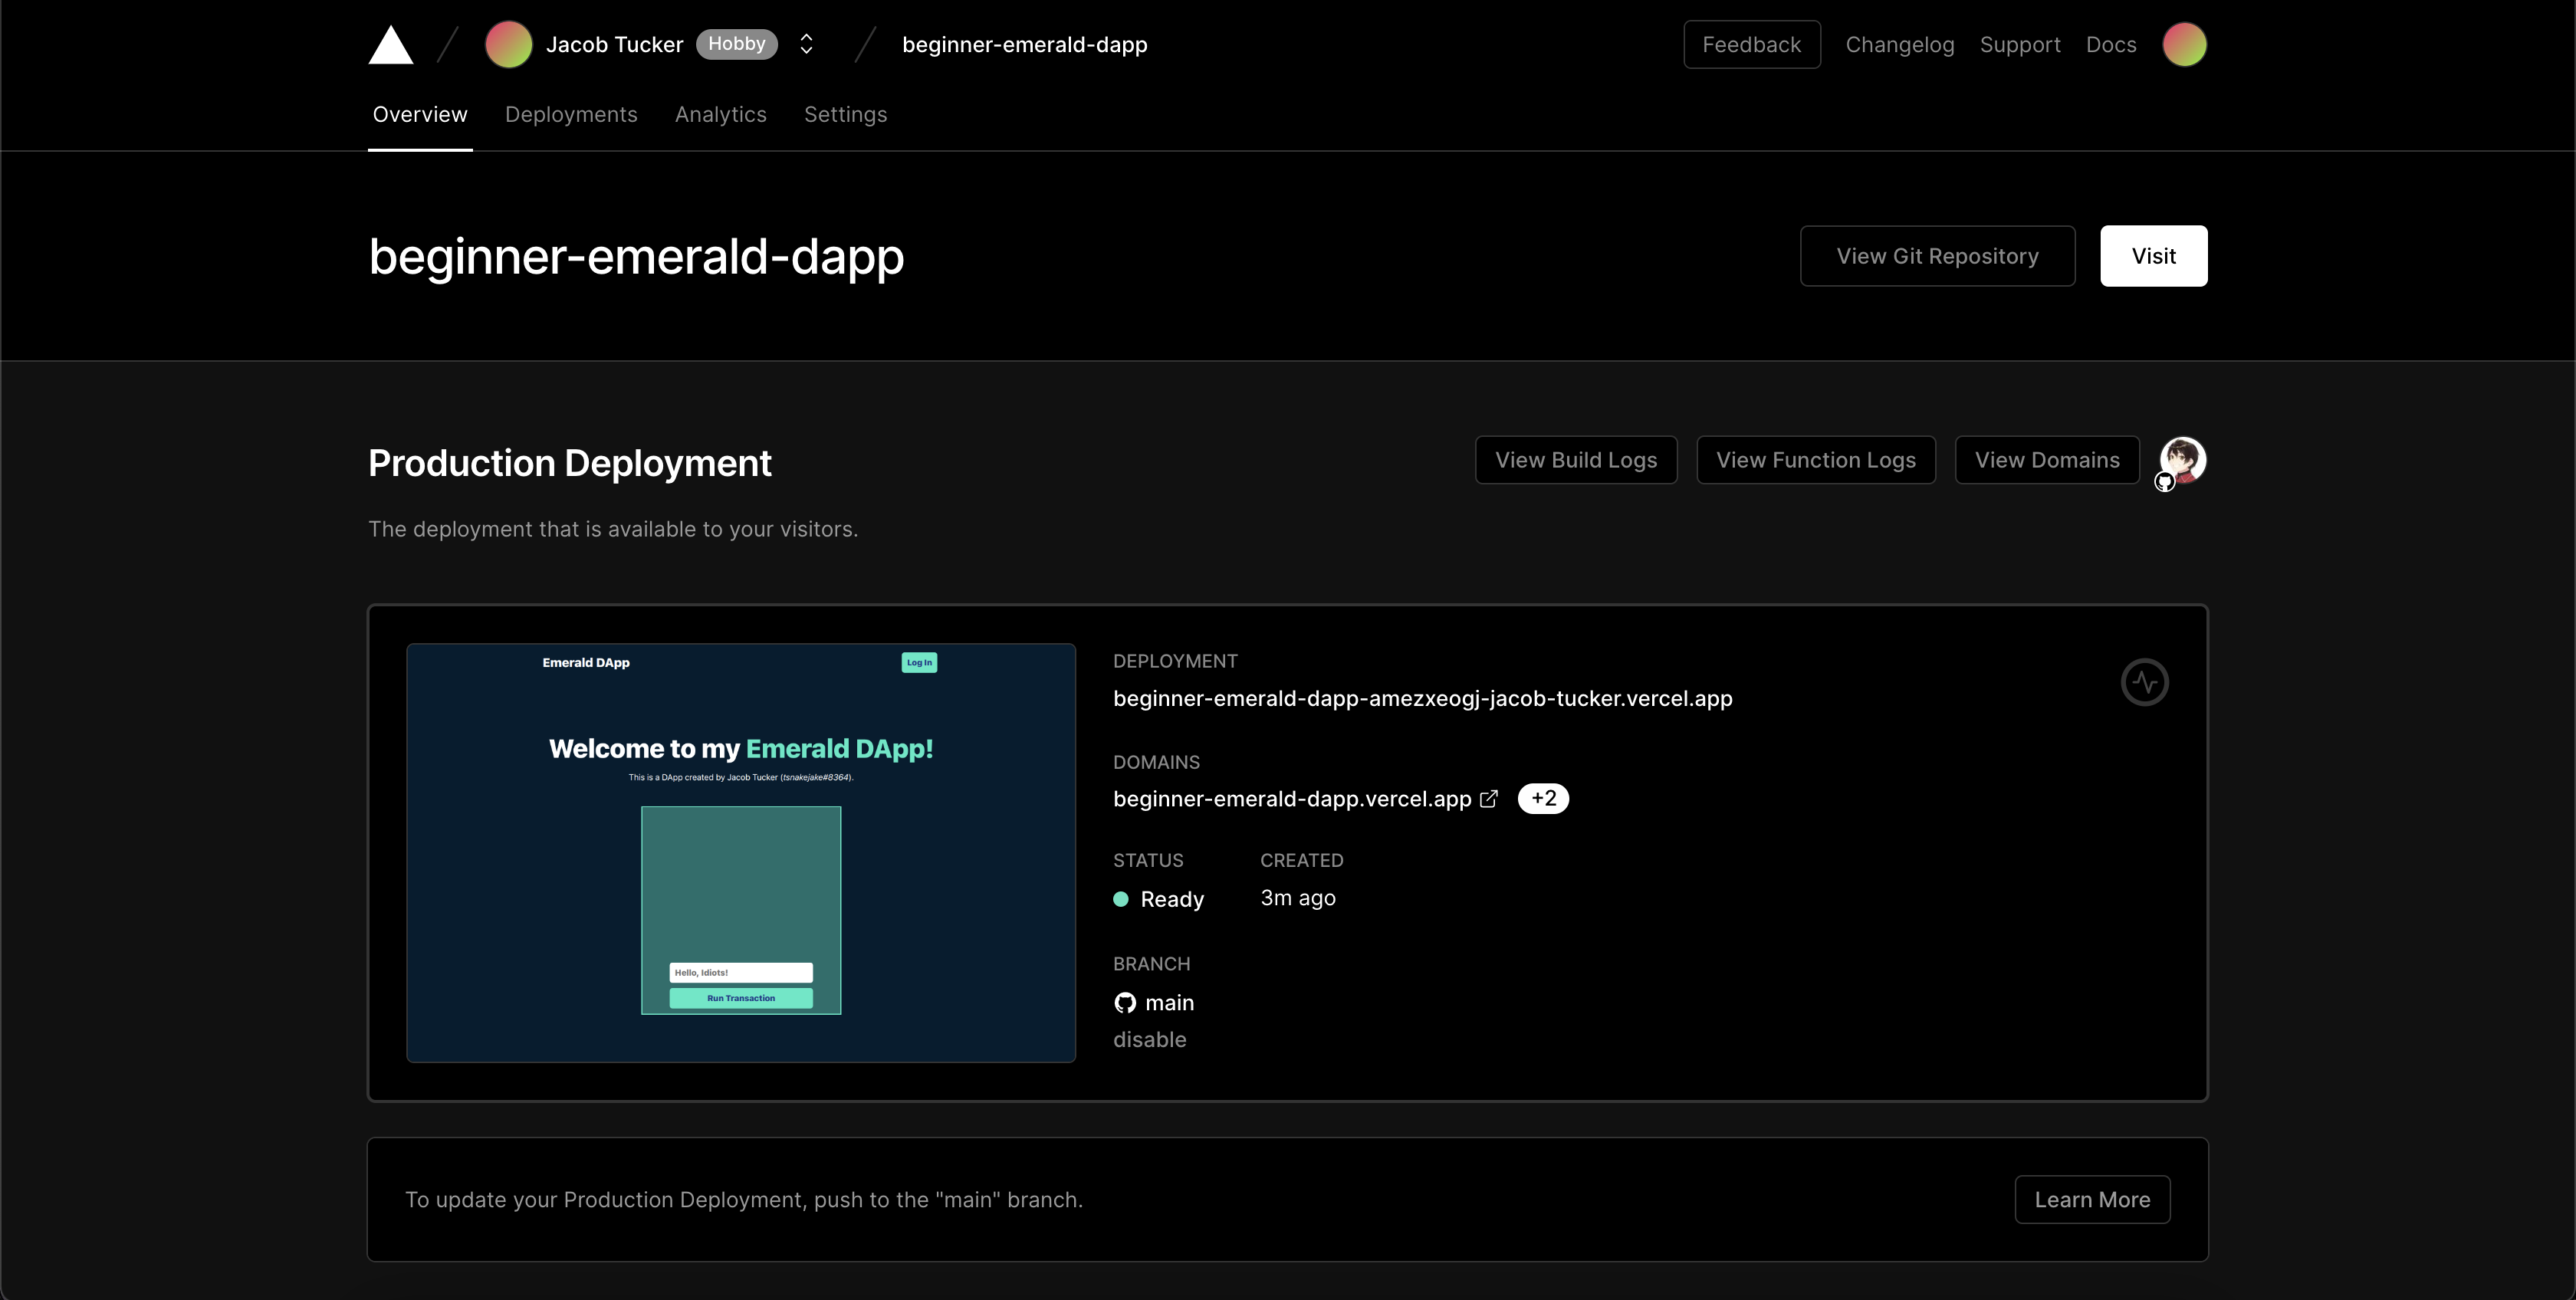 Jacob Tucker Hobby beginner-emerald-dapp Feedback Changelog Support Docs
Overview Deployments Analytics Settings
beginner-emerald-dapp View Git Repository Visit
Production Deployment View Build Logs View Function Logs View Domains
The deployment that is available to your visitors.
Emerald DApp Log In
Welcome to my Emerald DApp!
This is a DApp created by Jacob Tucker (tsnakejake#8364).
Hello, Idiots!
Run Transaction
DEPLOYMENT
beginner-emerald-dapp-amezxeogj-jacob-tucker.vercel.app
DOMAINS
beginner-emerald-dapp.vercel.app +2
STATUS CREATED
Ready 3m ago
BRANCH
main
disable
To update your Production Deployment, push to the "main" branch. Learn More